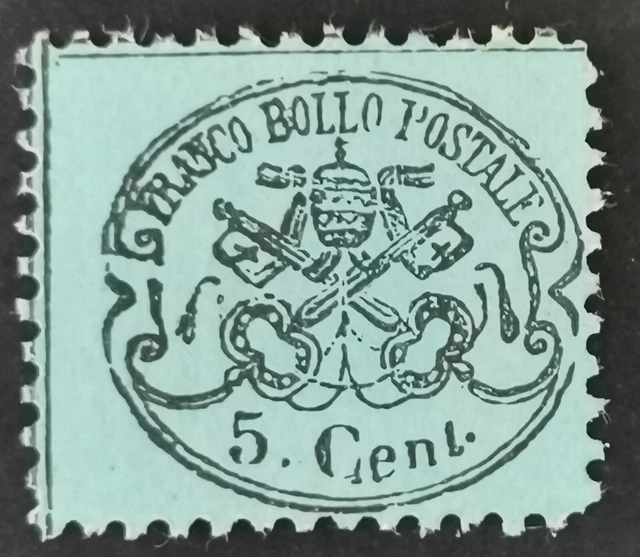 FRANCO BOLLO POSTALE
5. Cent.